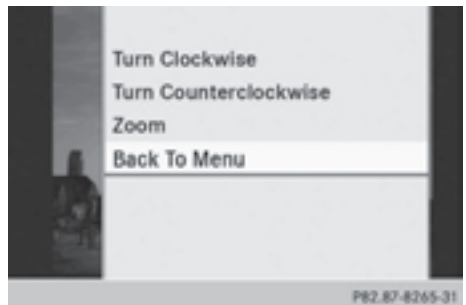 Turn Clockwise
Turn Counterclockwise
Zoom
Back To Menu
P82.87-8265-31